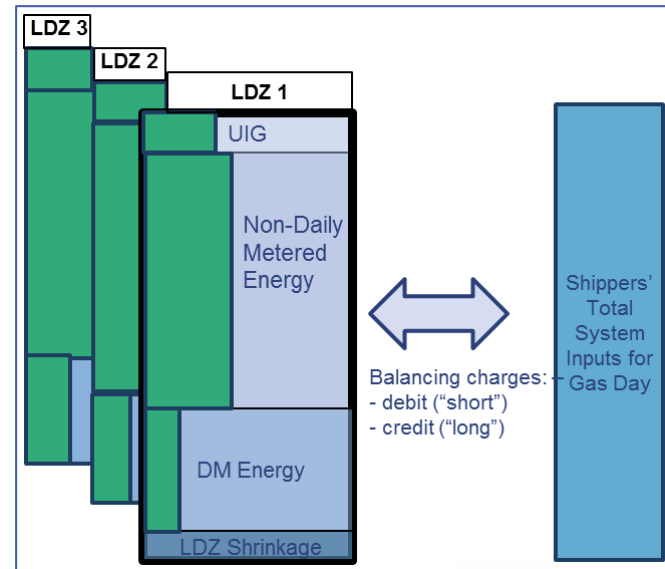 LDZ 3
LDZ 2
LDZ 1
UIG
Non-Daily
Metered
Energy
DM Energy
LDZ Shrinkage
Balancing charges:
- debit (“short”)
- credit (“long”)
Shippers’
Total
System
Inputs for
Gas Day